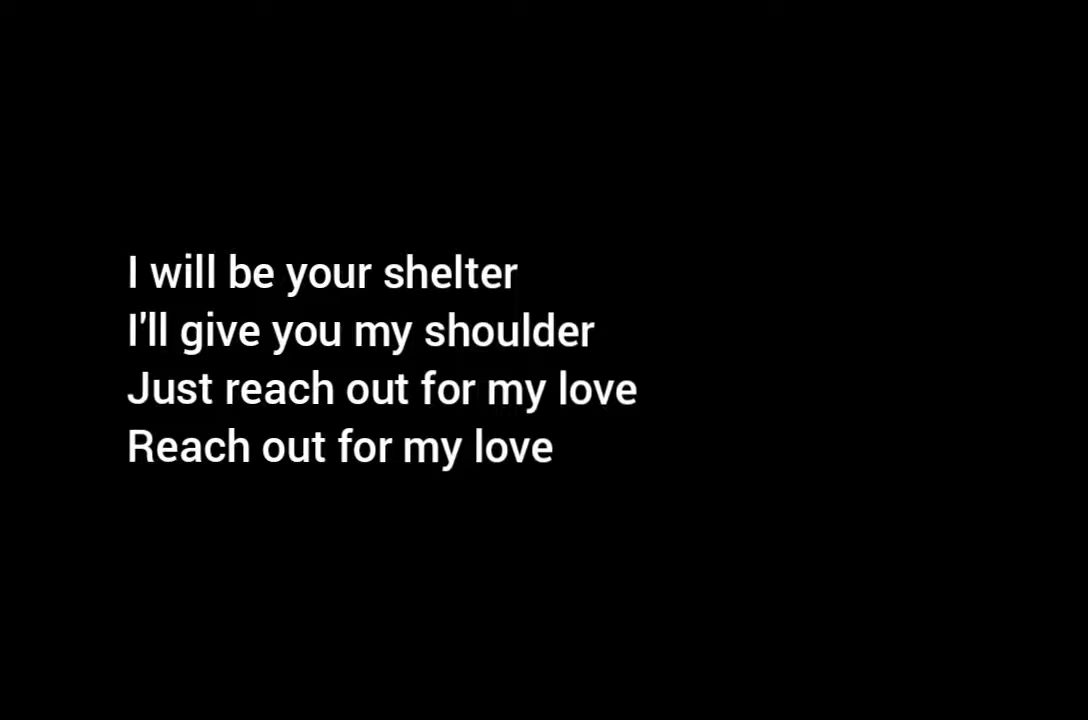 I will be your shelter
I'll give you my shoulder
Just reach out for my love
Reach out for my love